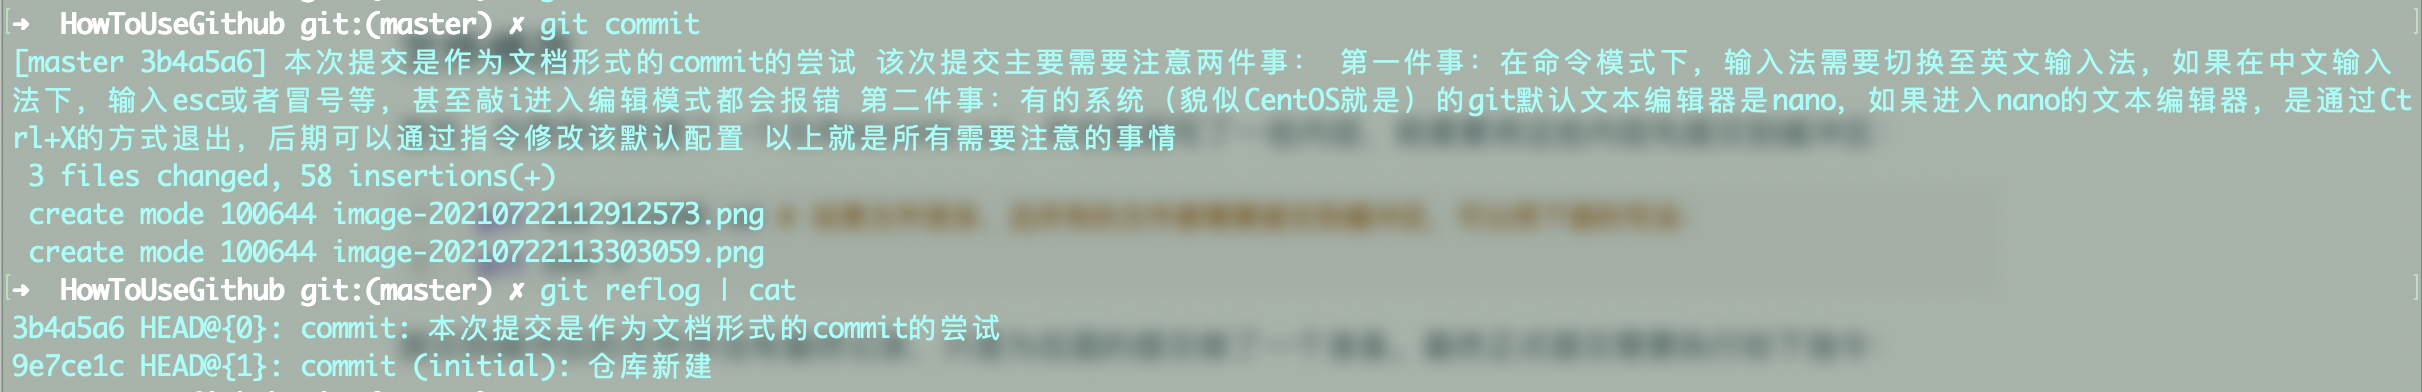 ➜  HowToUseGithub git:(master) ✗ git commit
[master 3b4a5a6] 本次提交是作为文档形式的commit的尝试 该次提交主要需要注意两件事： 第一件事：在命令模式下，输入法需要切换至英文输入法，如果在中文输入
法下，输入esc或者冒号等，甚至敲i进入编辑模式都会报错 第二件事：有的系统（貌似CentOS就是）的git默认文本编辑器是nano，如果进入nano的文本编辑器，是通过Ct
rl+X的方式退出，后期可以通过指令修改该默认配置 以上就是所有需要注意的事情
 3 files changed, 58 insertions(+)
 create mode 100644 image-20210722112912573.png
 create mode 100644 image-20210722113303059.png
➜  HowToUseGithub git:(master) ✗ git reflog | cat
3b4a5a6 HEAD@{0}: commit: 本次提交是作为文档形式的commit的尝试
9e7ce1c HEAD@{1}: commit (initial): 仓库新建